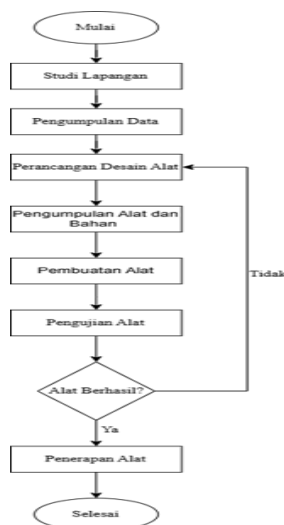 Mulai
Studi Lapangan
Pengumpulan Data
Perancangan Desain Alat
Pengumpulan Alat dan
Bahan
Pembuatan Alat
Pengujian Alat
Tidak
Alat Berhasil?
Ya
Penerapan Alat
Selesai